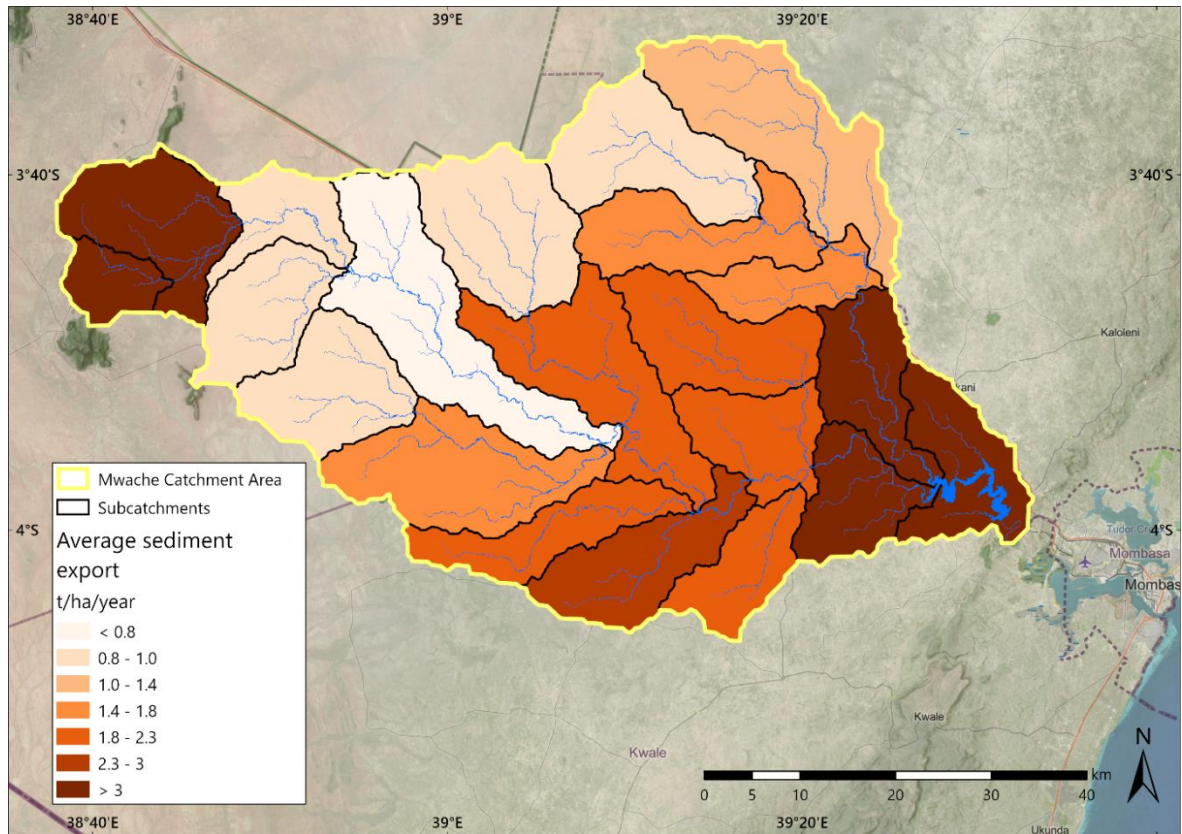 38°40'E
39°E
39°20'E
3°40'S
3°40'S
Kaloleni
4°S
4°S
Mombasa
Mombas
Kwale
Kwale
Ukunda
Mwache Catchment Area
Subcatchments
Average sediment
export
t/ha/year
< 0.8
0.8 - 1.0
1.0 - 1.4
1.4 - 1.8
1.8 - 2.3
2.3 - 3
> 3
N
km
0 5 10 20 30 40
38°40'E
39°E
39°20'E